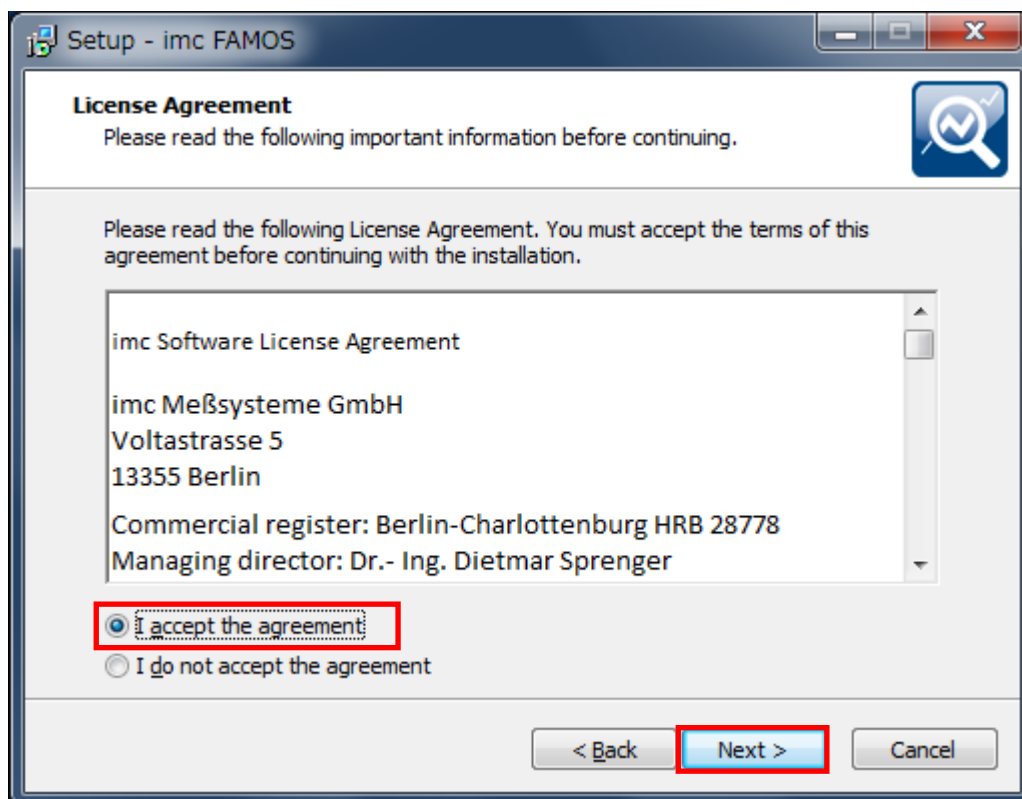 Setup - imc FAMOS
License Agreement
Please read the following important information before continuing.
Please read the following License Agreement. You must accept the terms of this
agreement before continuing with the installation.
imc Software License Agreement
imc Meßsysteme GmbH
Voltastrasse 5
13355 Berlin
Commercial register: Berlin-Charlottenburg HRB 28778
Managing director: Dr.- Ing. Dietmar Sprenger
I accept the agreement
I do not accept the agreement
< Back Next > Cancel